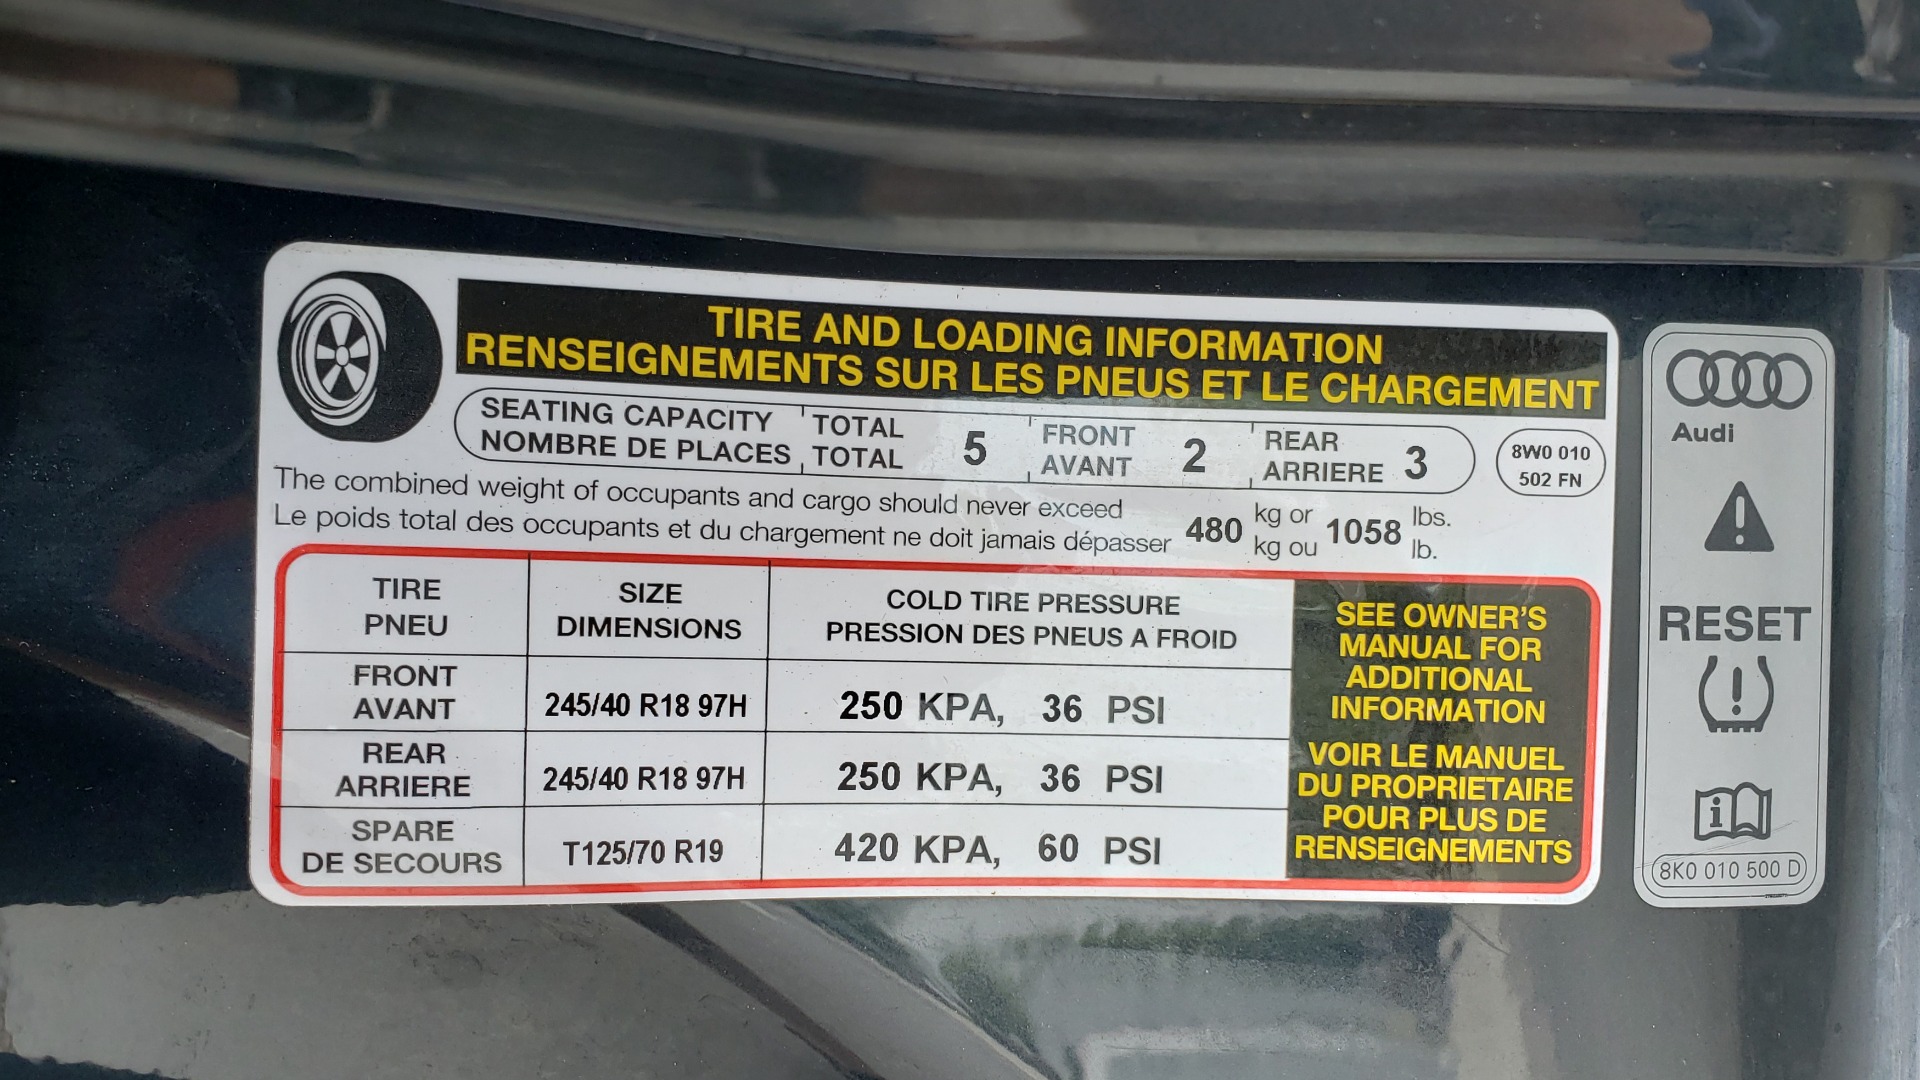 TIRE AND LOADING INFORMATION
RENSEIGNEMENTS SUR LES PNEUS ET LE CHARGEMENT
SEATING CAPACITY TOTAL 5 FRONT 2 REAR 3
NOMBRE DE PLACES TOTAL AVANT ARRIERE
8W0 010
502 FN
The combined weight of occupants and cargo should never exceed 480 kg or 1058 lbs.
Le poids total des occupants et du chargement ne doit jamais dépasser kg ou lb.
TIRE SIZE COLD TIRE PRESSURE
PNEU DIMENSIONS PRESSION DES PNEUS A FROID
FRONT
AVANT 245/40 R18 97H 250 KPA, 36 PSI
REAR
ARRIERE 245/40 R18 97H 250 KPA, 36 PSI
SPARE
DE SECOURS T125/70 R19 420 KPA, 60 PSI
SEE OWNER'S
MANUAL FOR
ADDITIONAL
INFORMATION
VOIR LE MANUEL
DU PROPRIETAIRE
POUR PLUS DE
RENSEIGNEMENTS
Audi
RESET
8K0 010 500 D